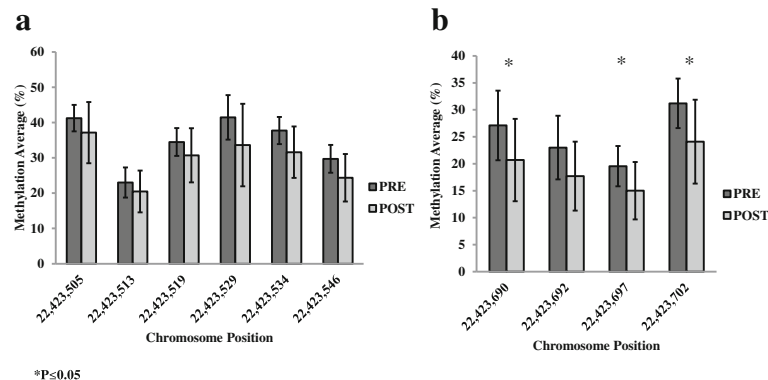 a
Methylation Average (%)
60
50
40
30
20
10
0
22,423,505
22,423,513
22,423,519
22,423,529
22,423,534
22,423,546
Chromosome Position
PRE
POST
b
Methylation Average (%)
40
35
30
25
20
15
10
5
0
*
*
*
22,423,690
22,423,692
22,423,697
22,423,702
Chromosome Position
PRE
POST
*P≤0.05